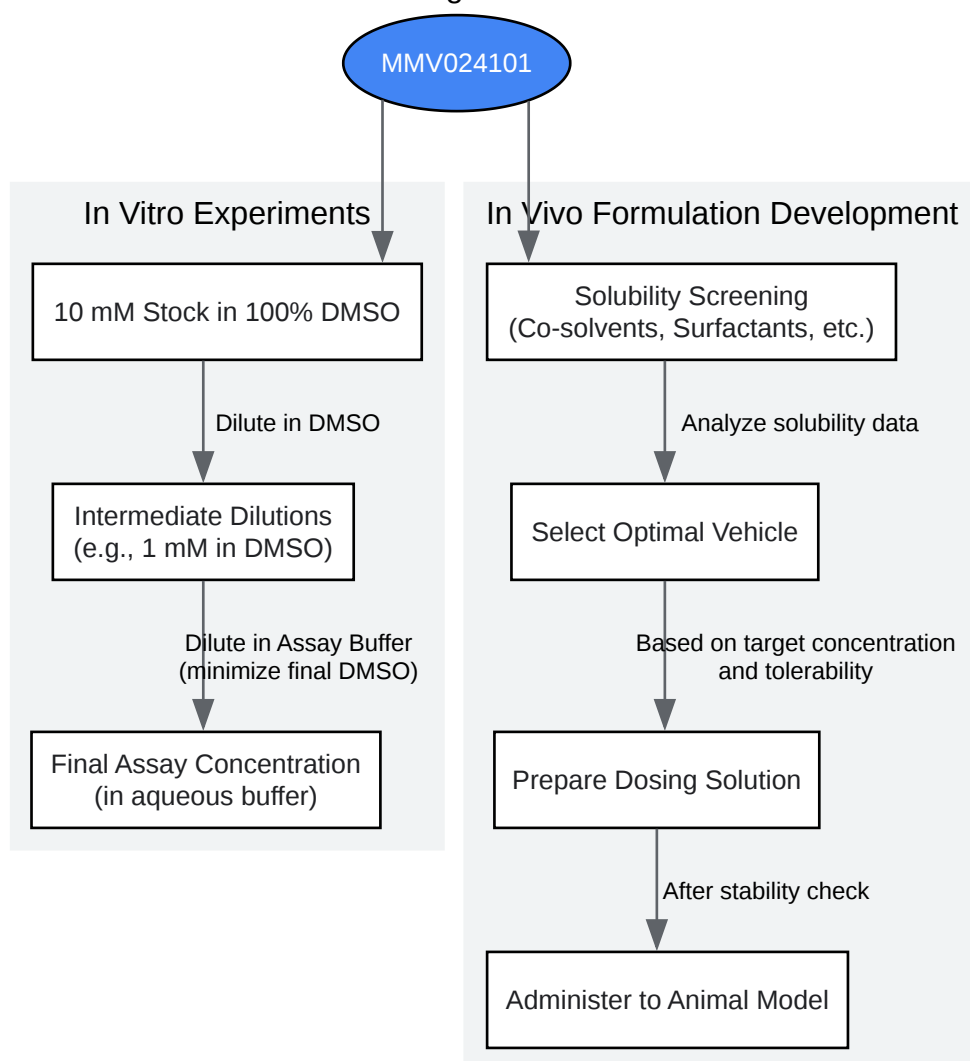 MMV024101
In Vitro Experiments
10 mM Stock in 100% DMSO
Dilute in DMSO
Intermediate Dilutions
(e.g., 1 mM in DMSO)
Dilute in Assay Buffer
(minimize final DMSO)
Final Assay Concentration
(in aqueous buffer)
In Vivo Formulation Development
Solubility Screening
(Co-solvents, Surfactants, etc.)
Analyze solubility data
Select Optimal Vehicle
Based on target concentration
and tolerability
Prepare Dosing Solution
After stability check
Administer to Animal Model